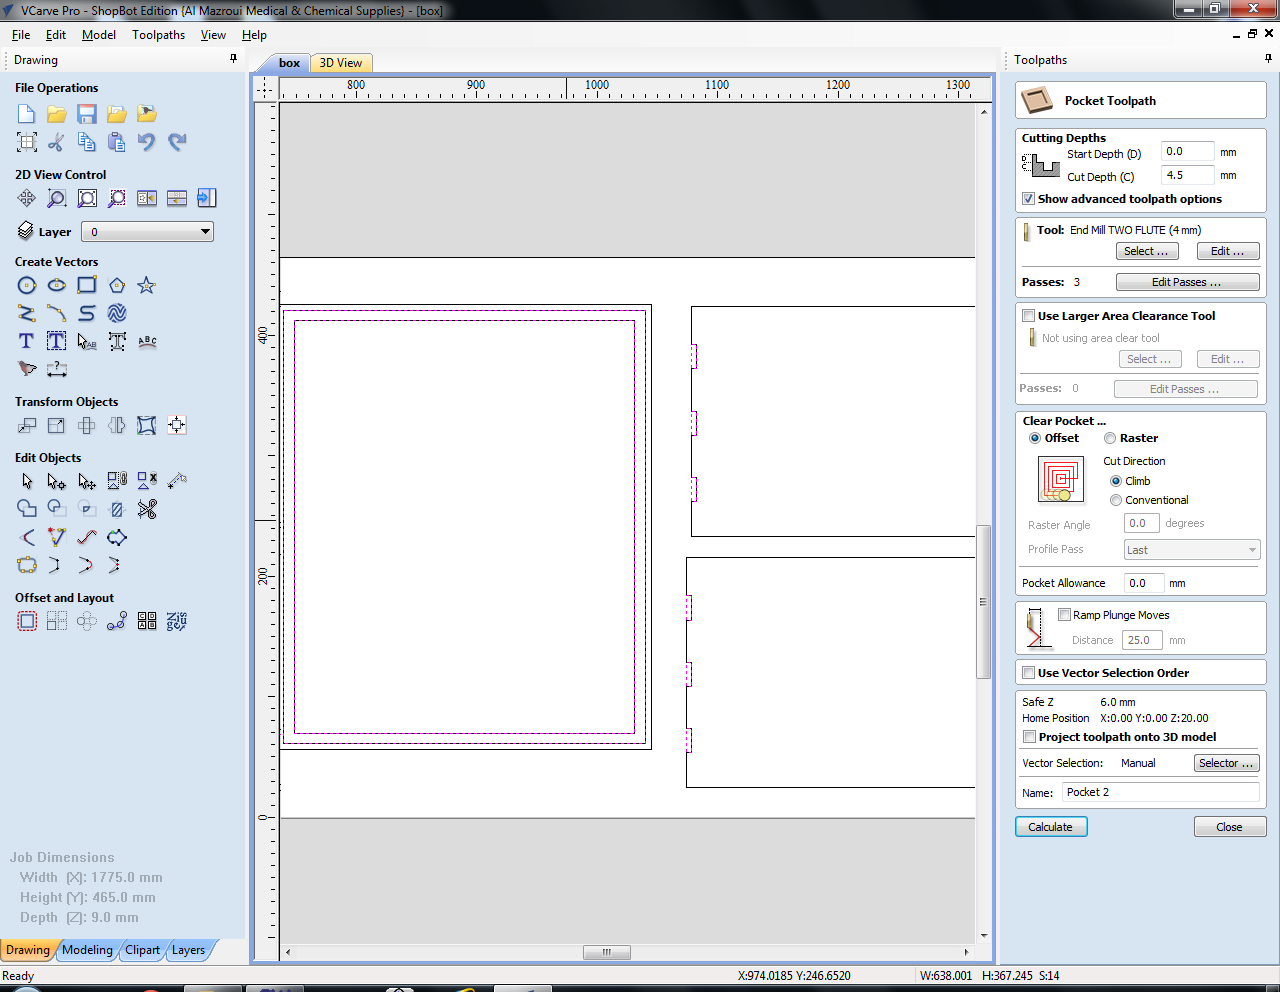 VCarve Pro - ShopBot Edition {Al Mazroui Medical & Chemical Supplies} - [box]
File Edit Model Toolpaths View Help
Drawing
box 3D View
Toolpaths
File Operations
2D View Control
Layer 0
Create Vectors
Transform Objects
Edit Objects
Offset and Layout
Job Dimensions
Width (X): 1775.0 mm
Height (Y): 465.0 mm
Depth (Z): 9.0 mm
Drawing Modeling Clipart Layers
800 900 1000 1100 1200 1300
400
200
0
Pocket Toolpath
Cutting Depths
Start Depth (D) 0.0 mm
Cut Depth (C) 4.5 mm
Show advanced toolpath options
Tool: End Mill TWO FLUTE (4 mm)
Select ... Edit ...
Passes: 3 Edit Passes ...
Use Larger Area Clearance Tool
Not using area clear tool
Select ... Edit ...
Passes: 0 Edit Passes ...
Clear Pocket ...
Offset Raster
Cut Direction
Climb
Conventional
Raster Angle 0.0 degrees
Profile Pass Last
Pocket Allowance 0.0 mm
Ramp Plunge Moves
Distance 25.0 mm
Use Vector Selection Order
Safe Z 6.0 mm
Home Position X:0.00 Y:0.00 Z:20.00
Project toolpath onto 3D model
Vector Selection: Manual Selector ...
Name: Pocket 2
Calculate Close
Ready X:974.0185 Y:246.6520 W:638.001 H:367.245 S:14